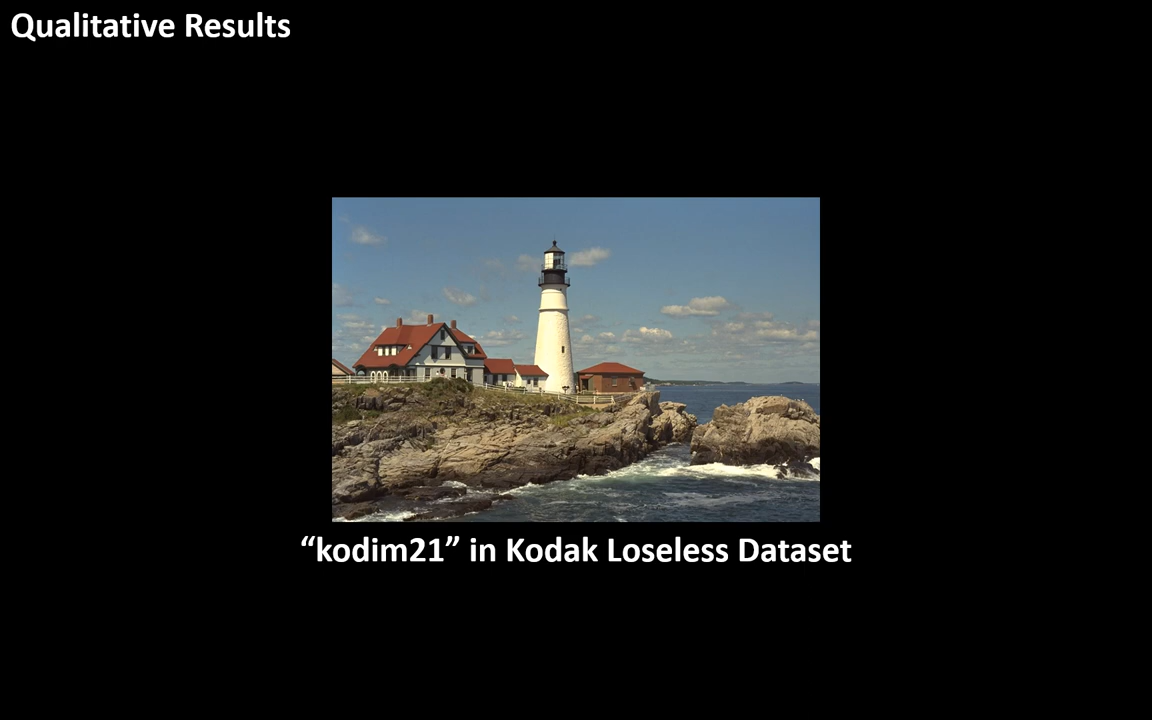 Qualitative Results
“kodim21” in Kodak Loseless Dataset